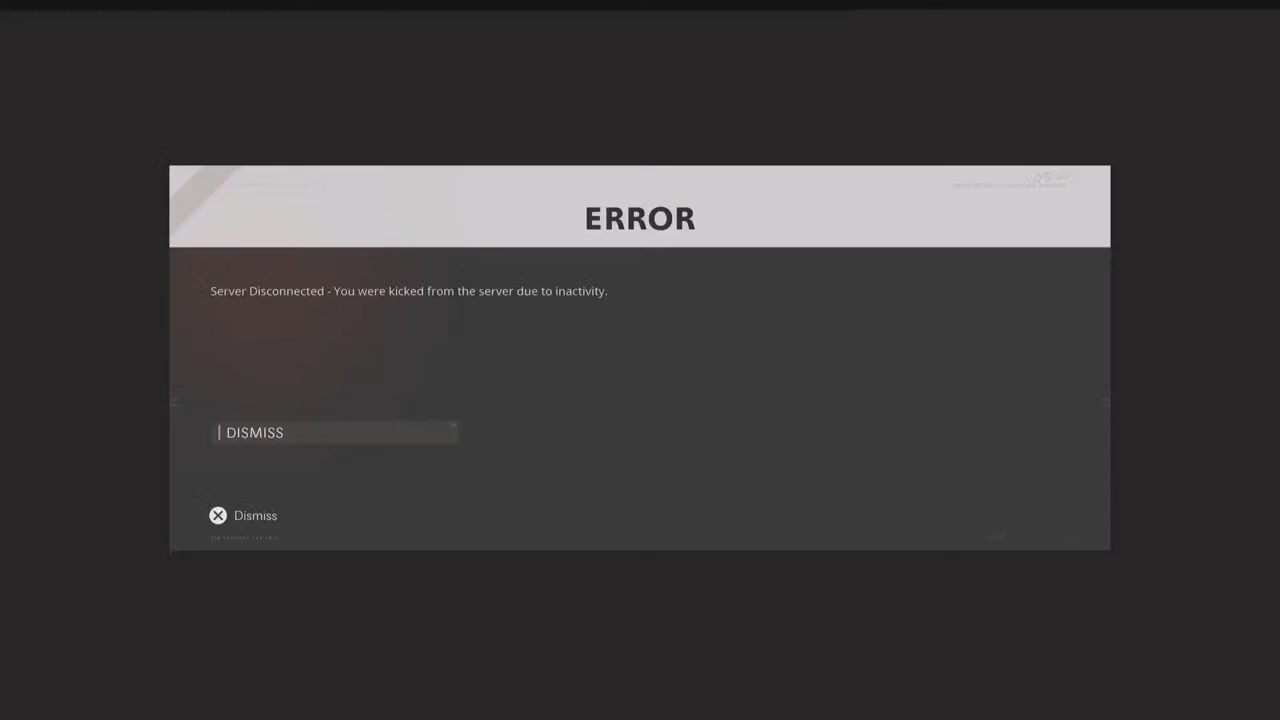 ERROR
Server Disconnected - You were kicked from the server due to inactivity.
DISMISS
Dismiss